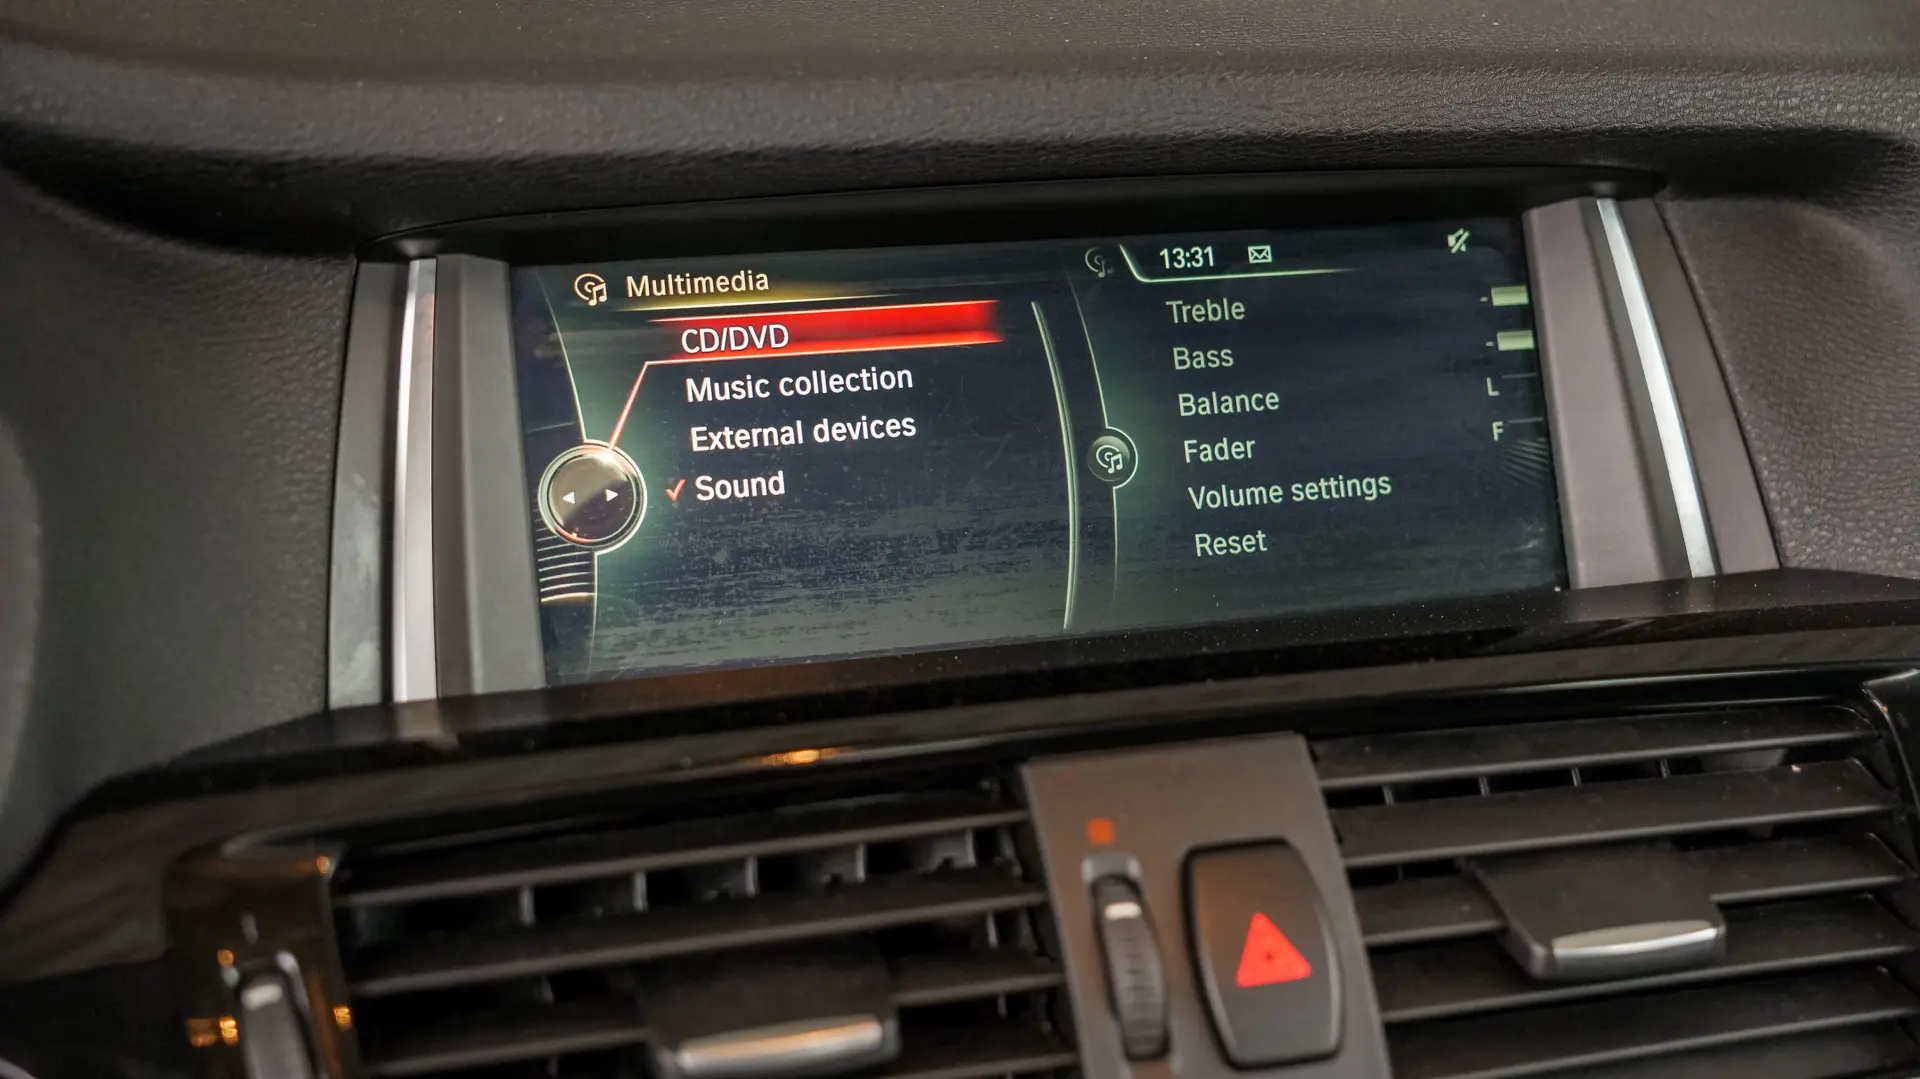 Multimedia
CD/DVD
Music collection
External devices
Sound
13:31
Treble
Bass
Balance
L
Fader
F
Volume settings
Reset